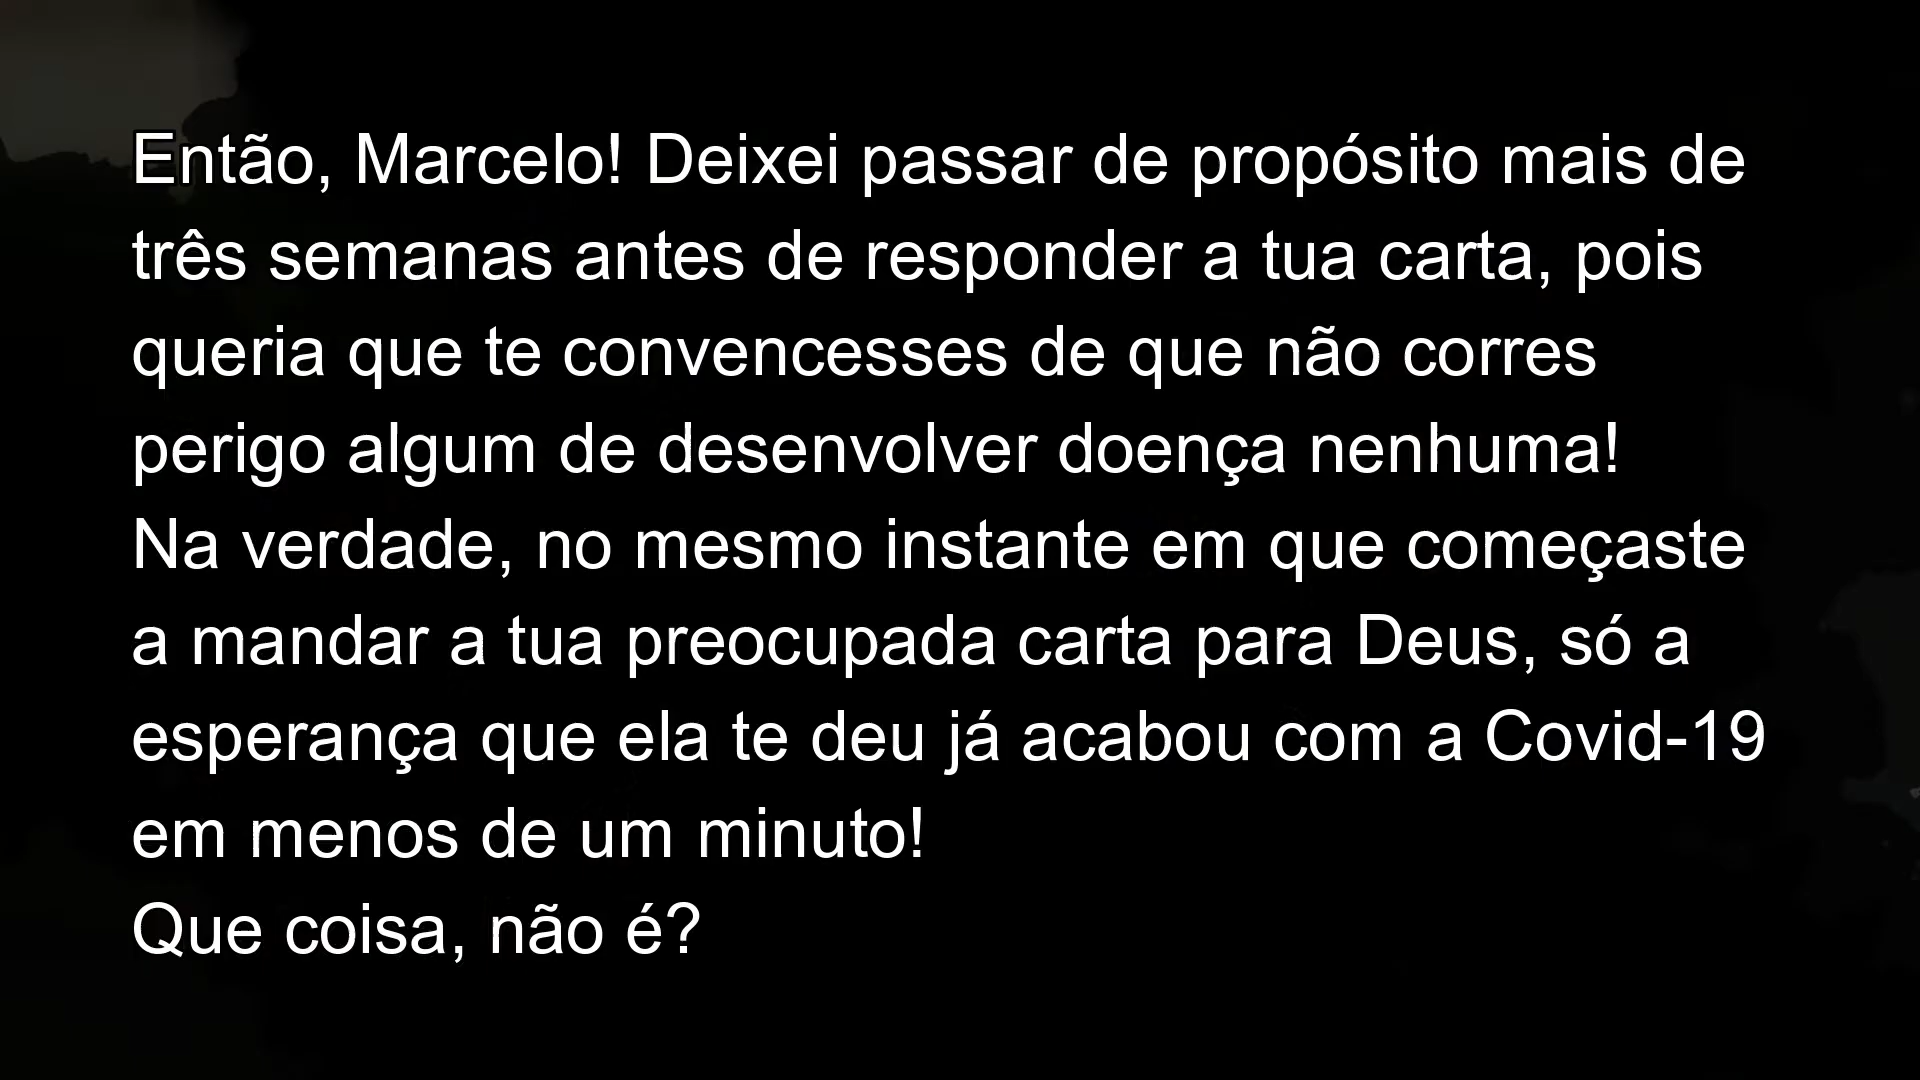 Então, Marcelo! Deixei passar de propósito mais de
três semanas antes de responder a tua carta, pois
queria que te convencesses de que não corres
perigo algum de desenvolver doença nenhuma!
Na verdade, no mesmo instante em que começaste
a mandar a tua preocupada carta para Deus, só a
esperança que ela te deu já acabou com a Covid-19
em menos de um minuto!
Que coisa, não é?